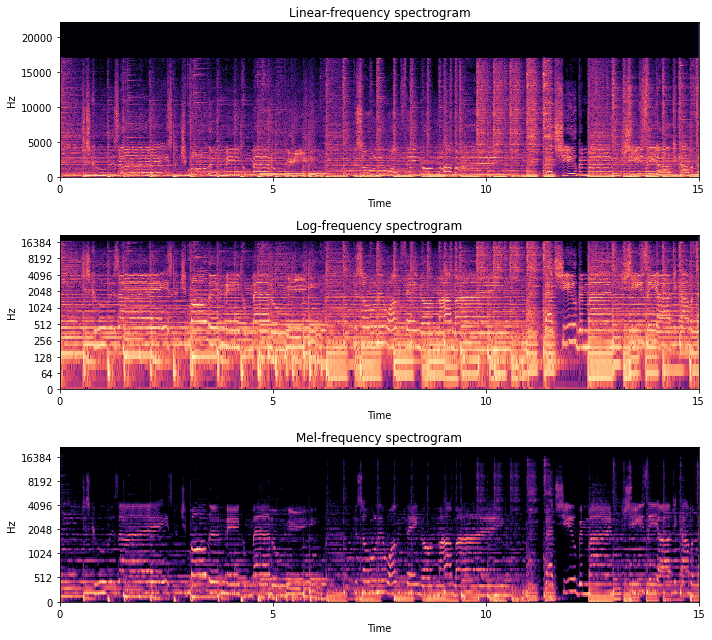 Linear-frequency spectrogram
20000
15000
10000
5000
0
Hz
0 5 10 15
Time
Log-frequency spectrogram
16384
8192
4096
2048
1024
512
256
128
64
0
Hz
0 5 10 15
Time
Mel-frequency spectrogram
16384
8192
4096
2048
1024
512
0
Hz
0 5 10 15
Time